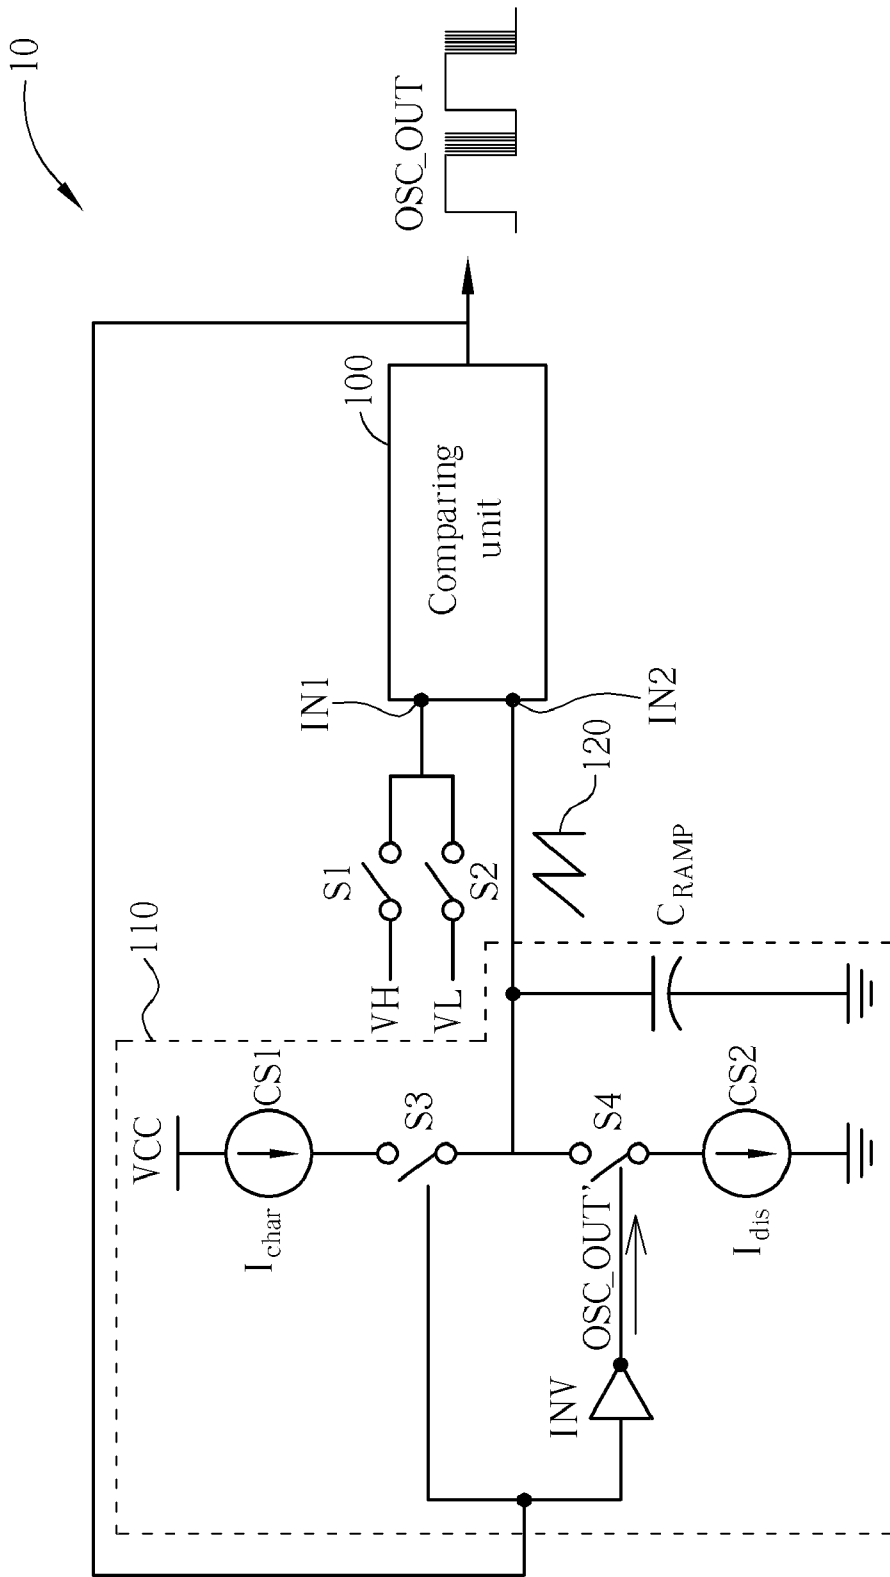 10
OSC_OUT
100
Comparing
unit
IN1
IN2
S1
S2
VH
VL
120
110
C_RAMP
VCC
CS1
I_char
S3
S4
OSC_OUT'
INV
CS2
I_dis